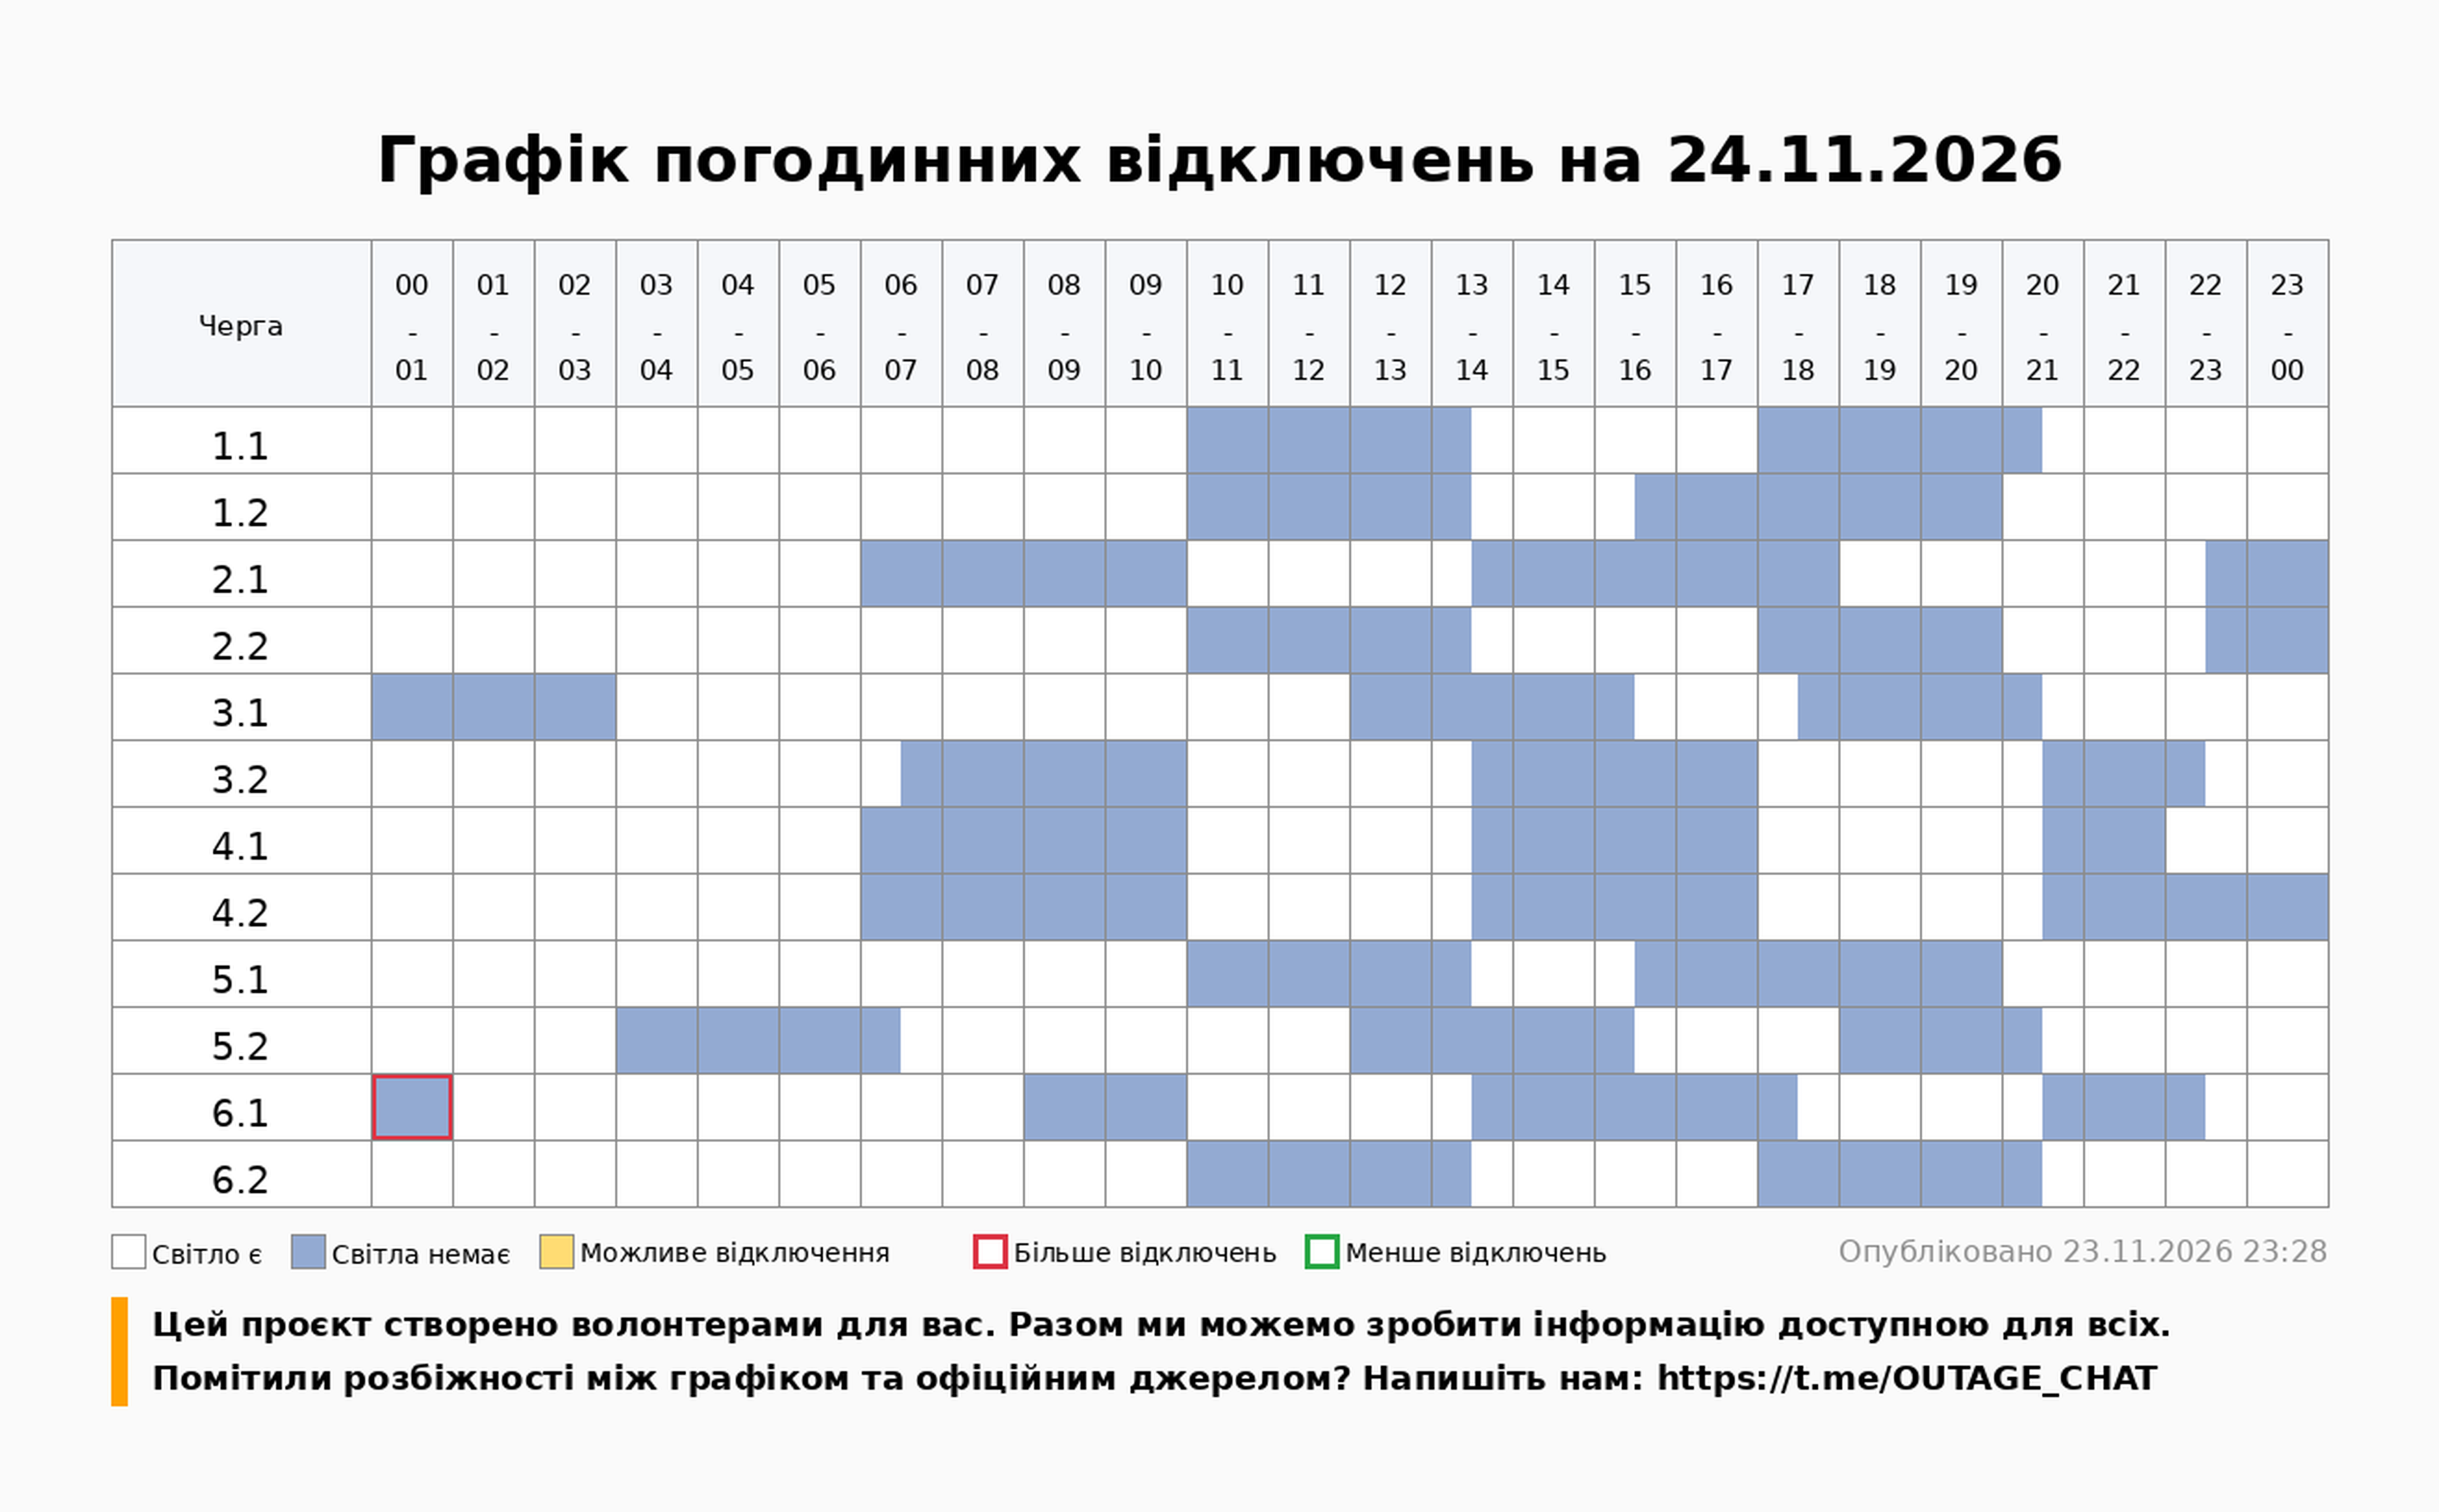 Графік погодинних відключень на 24.11.2026
Черга 00 - 01 01 - 02 02 - 03 03 - 04 04 - 05 05 - 06 06 - 07 07 - 08 08 - 09 09 - 10 10 - 11 11 - 12 12 - 13 13 - 14 14 - 15 15 - 16 16 - 17 17 - 18 18 - 19 19 - 20 20 - 21 21 - 22 22 - 23 23 - 00
1.1
1.2
2.1
2.2
3.1
3.2
4.1
4.2
5.1
5.2
6.1
6.2
Світло є Світла немає Можливе відключення Більше відключень Менше відключень Опубліковано 23.11.2026 23:28
Цей проєкт створено волонтерами для вас. Разом ми можемо зробити інформацію доступною для всіх.
Помітили розбіжності між графіком та офіційним джерелом? Напишіть нам: https://t.me/OUTAGE_CHAT